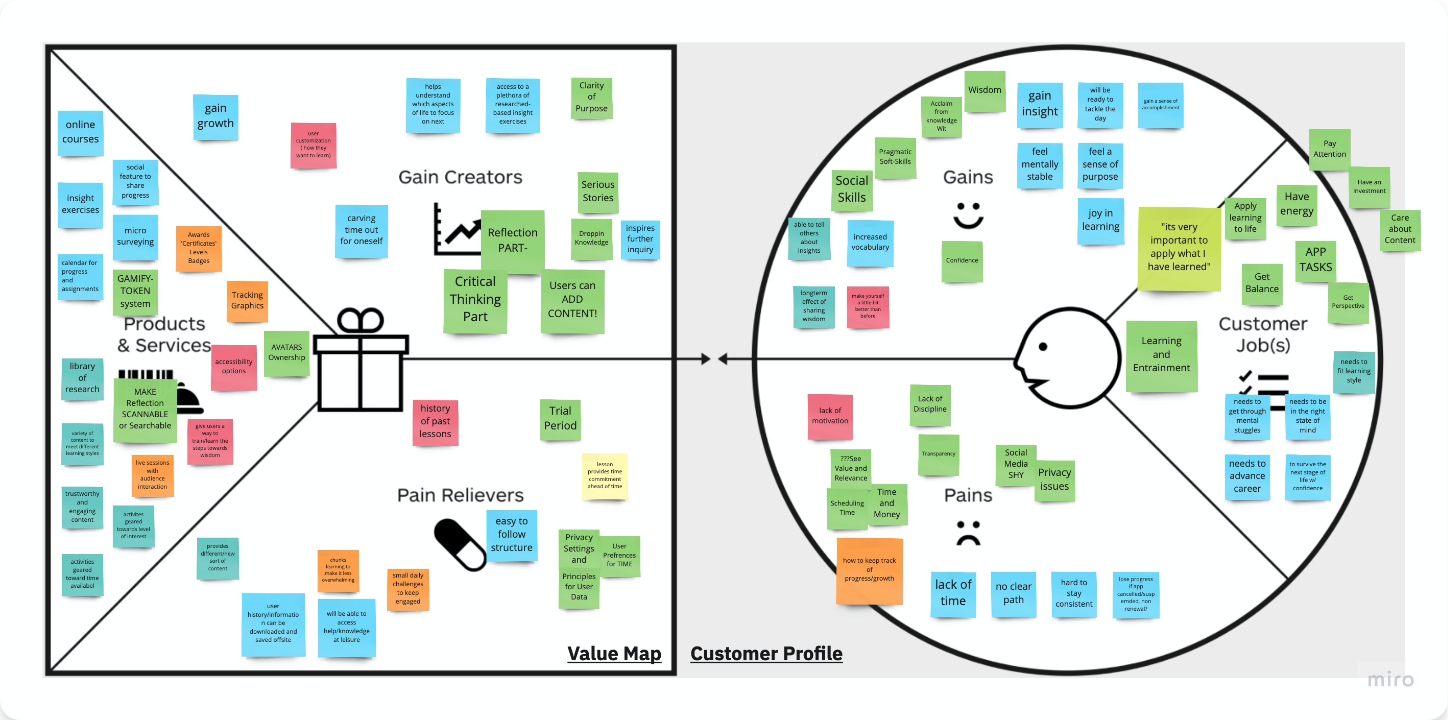 online
courses
gain
growth
user
customization
( how they
want to learn)
helps
understand
which aspects
of life to focus
on next
access to a
plethora of
researched-
based insight
exercises
Clarity
of
Purpose
social
feature to
share
progress
insight
exercises
micro
surveying
Awards
'Certificates'
Levels
Badges
calendar for
progress
and
assignments
GAMIFY-
TOKEN
system
Tracking
Graphics
Products
& Services
AVATARS
Ownership
accessibility
options
library
of
research
MAKE
Reflection
SCANNABLE
or Searchable
variety of
content to
meet different
learning styles
give users a
way to
train/learn the
steps towards
wisdom
live sessions
with
audience
interaction
trustworthy
and
engaging
content
activites
geared
towards level
of interest
activities
geared
toward time
availabel
Gain Creators
carving
time out
for oneself
Serious
Stories
Reflection
PART-
Droppin
Knowledge
inspires
further
inquiry
Critical
Thinking
Part
Users can
ADD
CONTENT!
history
of past
lessons
Trial
Period
lesson
provides time
commitment
ahead of time
Pain Relievers
easy to
follow
structure
Privacy
Settings
and
Principles
for User
Data
User
Prefrences
for TIME
provides
different/new
sort of
content
chunks
learning to
make it less
overwhelming
small daily
challenges
to keep
engaged
user
history/informatio
n can be
downloaded and
saved offsite
will be able to
access
help/knowledge
at leisure
Value Map
Wisdom
Acclaim
from
knowledge
Wit
Pragmatic
Soft-Skills
Social
Skills
gain
insight
will be
ready to
tackle the
day
gain a sense of
accomplishment
feel
mentally
stable
feel a
sense of
purpose
joy in
learning
Gains
able to tell
others
about
insights
increased
vocabulary
Confidence
longterm
effect of
sharing
wisdom
make yourself
a little bit
better than
before
"its very
important to
apply what I
have learned"
Pay
Attention
Have an
Investment
Care
about
Content
Apply
learning
to life
Have
energy
APP
TASKS
Get
Balance
Get
Perspective
Customer
Job(s)
Learning
and
Entrainment
needs to
fit learning
style
needs to
get through
mental
stuggles
needs to be
in the right
state of
mind
needs to
advance
career
to survive the
next stage of
life w/
confidence
lack of
motivation
Lack of
Discipline
Transparency
???See
Value and
Relevance
Scheduling
Time
Time
and
Money
Social
Media
SHY
Privacy
issues
Pains
how to keep track
of
progress/growth
lack of
time
no clear
path
hard to
stay
consistent
lose progress
if app
cancelled/susp
ended, non
renewal/
Customer Profile
miro